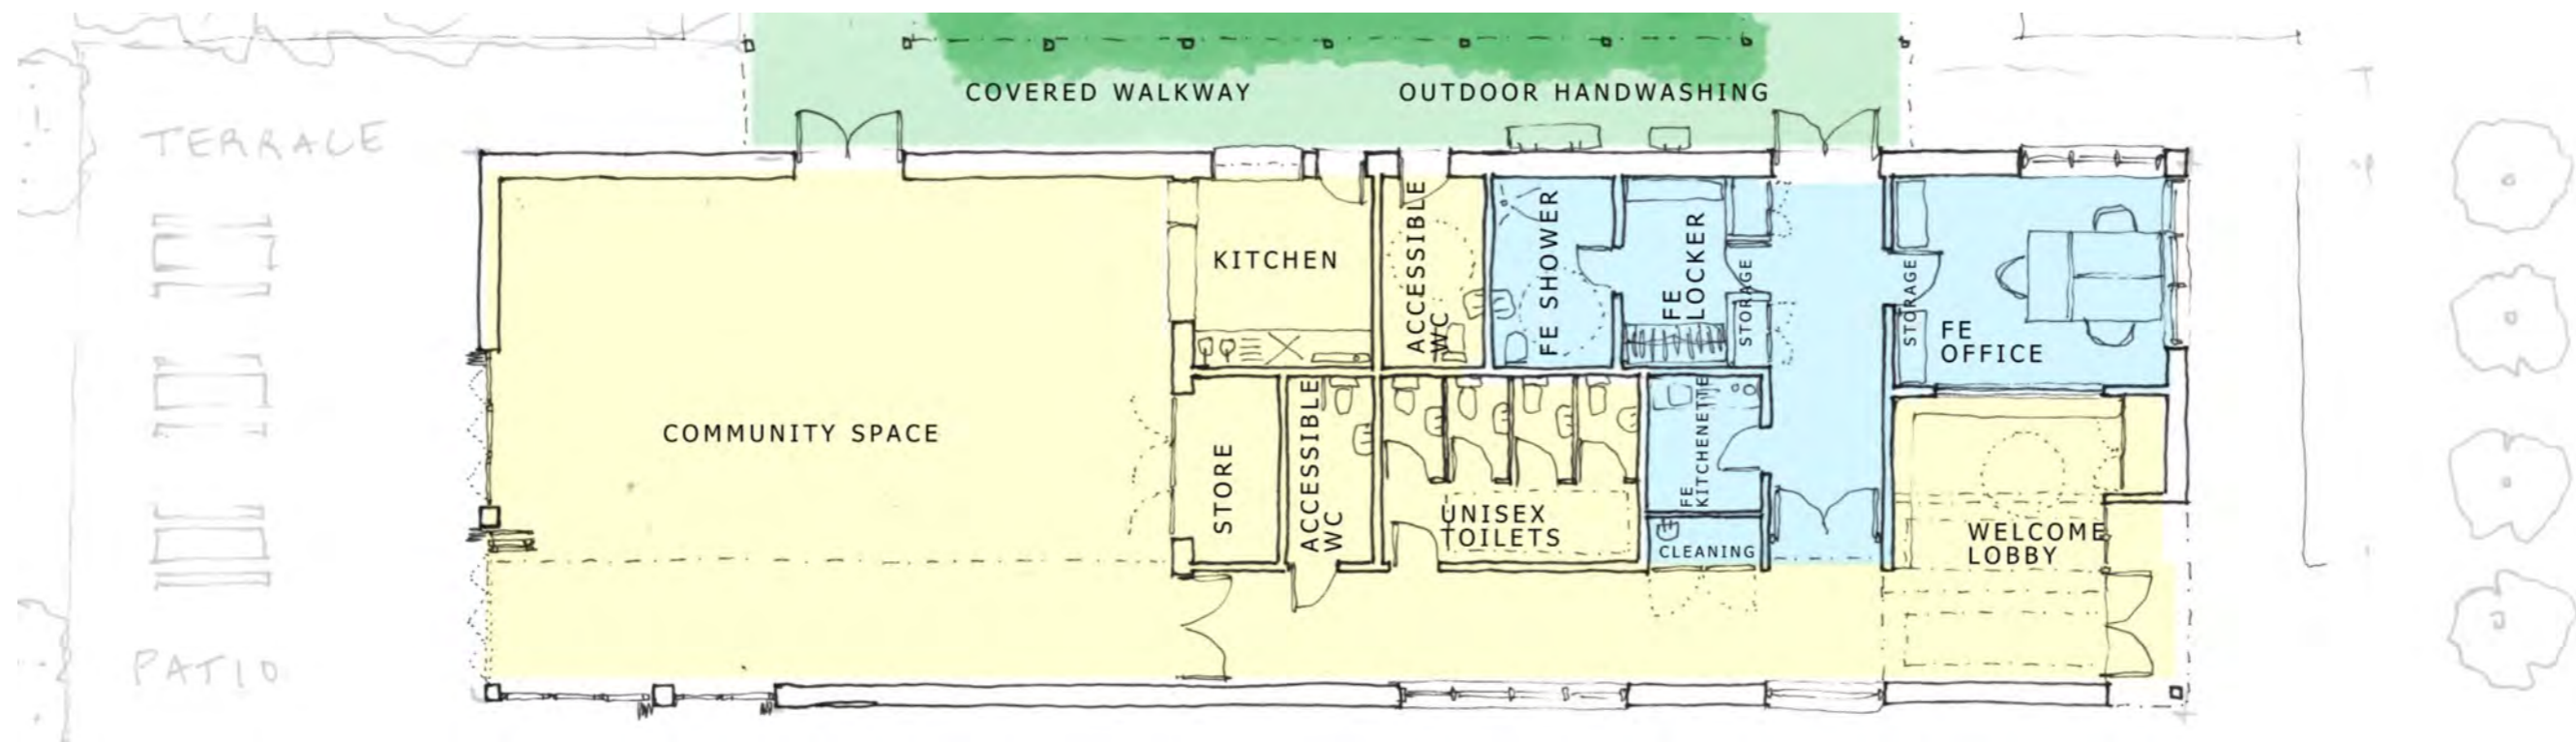 COVERED WALKWAY
OUTDOOR HANDWASHING
TERRACE
KITCHEN
ACCESSIBLE
WC
FE SHOWER
FE
LOCKER
STORAGE
STORAGE
FE
OFFICE
COMMUNITY SPACE
STORE
ACCESSIBLE
WC
UNISEX
TOILETS
FE
KITCHENETTE
CLEANING
WELCOME
LOBBY
PATIO